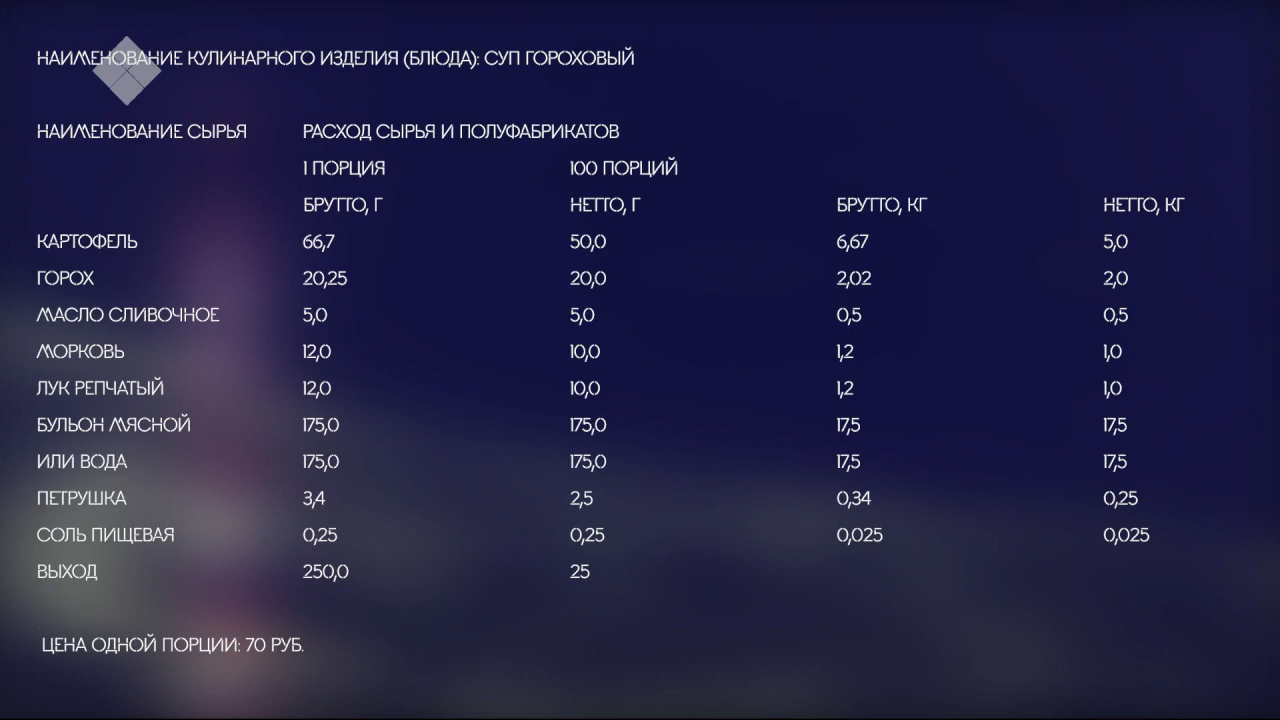 НАИМЕНОВАНИЕ КУЛИНАРНОГО ИЗДЕЛИЯ (БЛЮДА): СУП ГОРОХОВЫЙ
НАИМЕНОВАНИЕ СЫРЬЯ РАСХОД СЫРЬЯ И ПОЛУФАБРИКАТОВ
1 ПОРЦИЯ 100 ПОРЦИЙ
БРУТТО, Г НЕТТО, Г БРУТТО, КГ НЕТТО, КГ
КАРТОФЕЛЬ 66,7 50,0 6,67 5,0
ГОРОХ 20,25 20,0 2,02 2,0
МАСЛО СЛИВОЧНОЕ 5,0 5,0 0,5 0,5
МОРКОВЬ 12,0 10,0 1,2 1,0
ЛУК РЕПЧАТЫЙ 12,0 10,0 1,2 1,0
БУЛЬОН МЯСНОЙ 175,0 175,0 17,5 17,5
ИЛИ ВОДА 175,0 175,0 17,5 17,5
ПЕТРУШКА 3,4 2,5 0,34 0,25
СОЛЬ ПИЩЕВАЯ 0,25 0,25 0,025 0,025
ВЫХОД 250,0 25
ЦЕНА ОДНОЙ ПОРЦИИ: 70 РУБ.